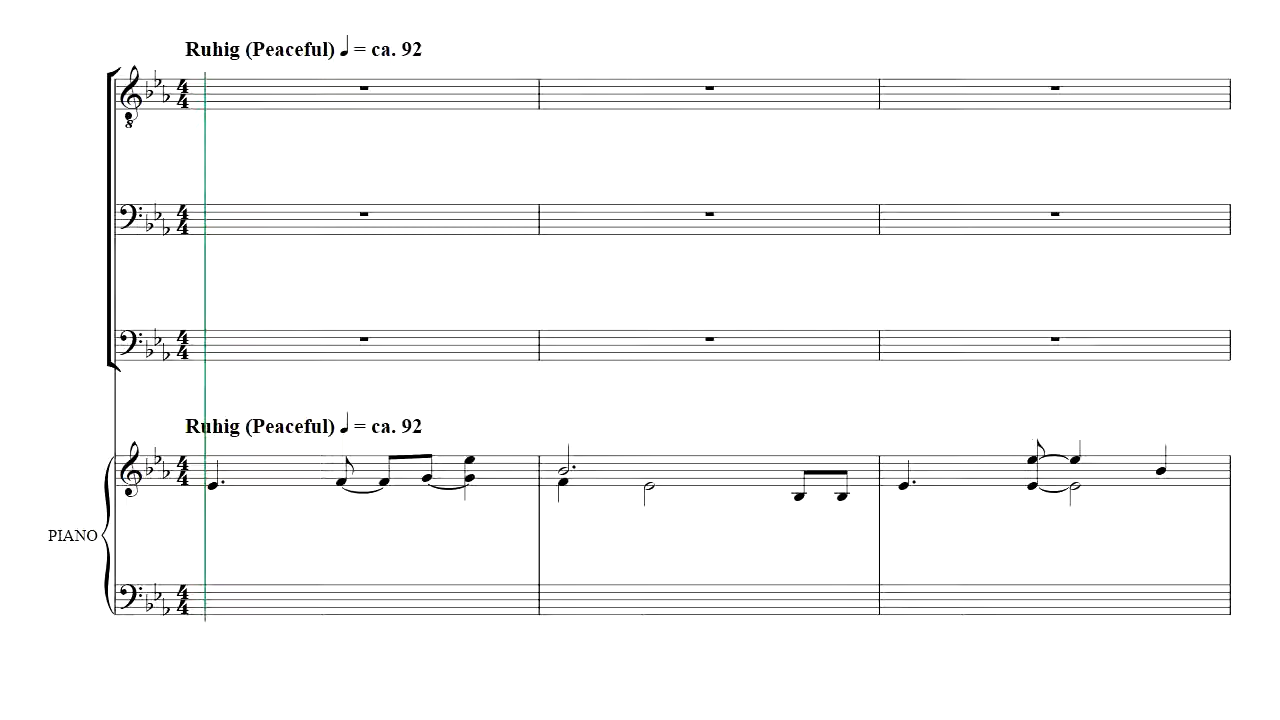 Ruhig (Peaceful) ♩ = ca. 92
Ruhig (Peaceful) ♩ = ca. 92
PIANO